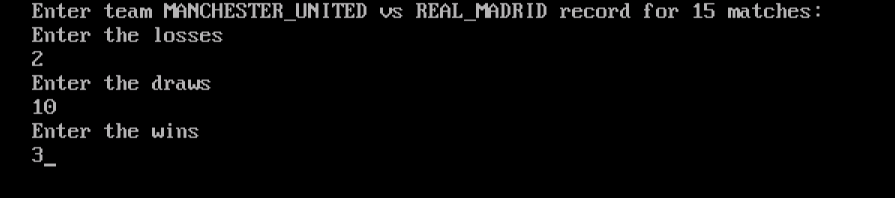 Enter team MANCHESTER_UNITED vs REAL_MADRID record for 15 matches:
Enter the losses
2
Enter the draws
10
Enter the wins
3_